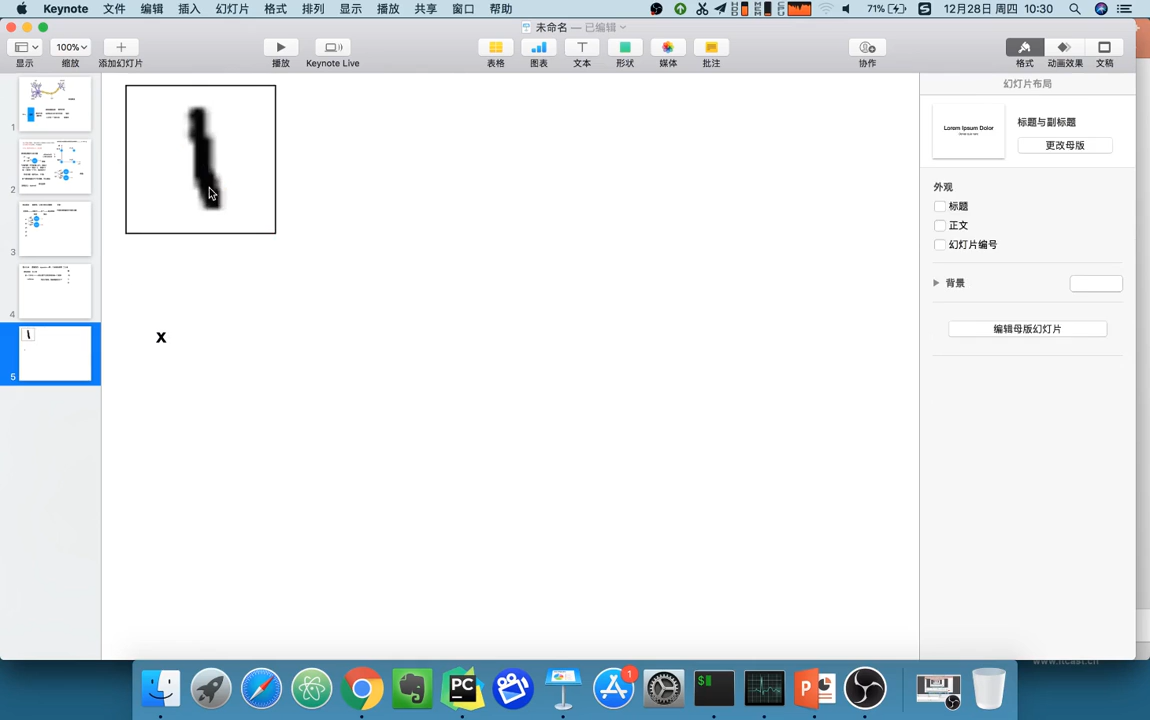 Keynote 文件 编辑 插入 幻灯片 格式 排列 显示 播放 共享 窗口 帮助 71% 12月28日 周四 10:30
未命名 — 已编辑
100%
显示 缩放 添加幻灯片 播放 Keynote Live 表格 图表 文本 形状 媒体 批注 协作 格式 动画效果 文稿
幻灯片布局
Lorem Ipsum Dolor
标题与副标题
更改母版
外观
标题
正文
幻灯片编号
背景
编辑母版幻灯片
1
2
3
4
5
x
PC
1
$
P
www.itcast.cn